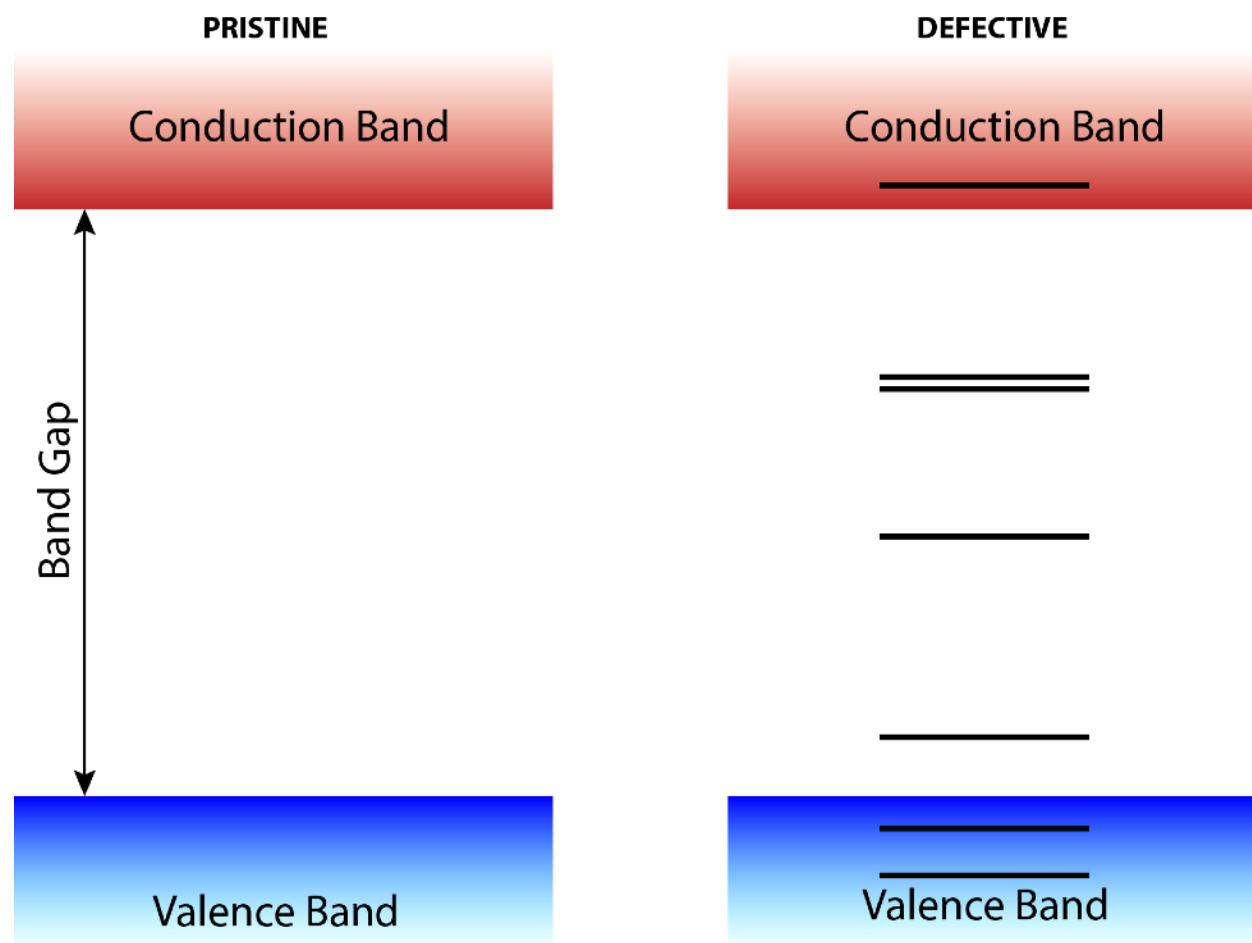 PRISTINE
Conduction Band
Band Gap
Valence Band
DEFECTIVE
Conduction Band
Valence Band